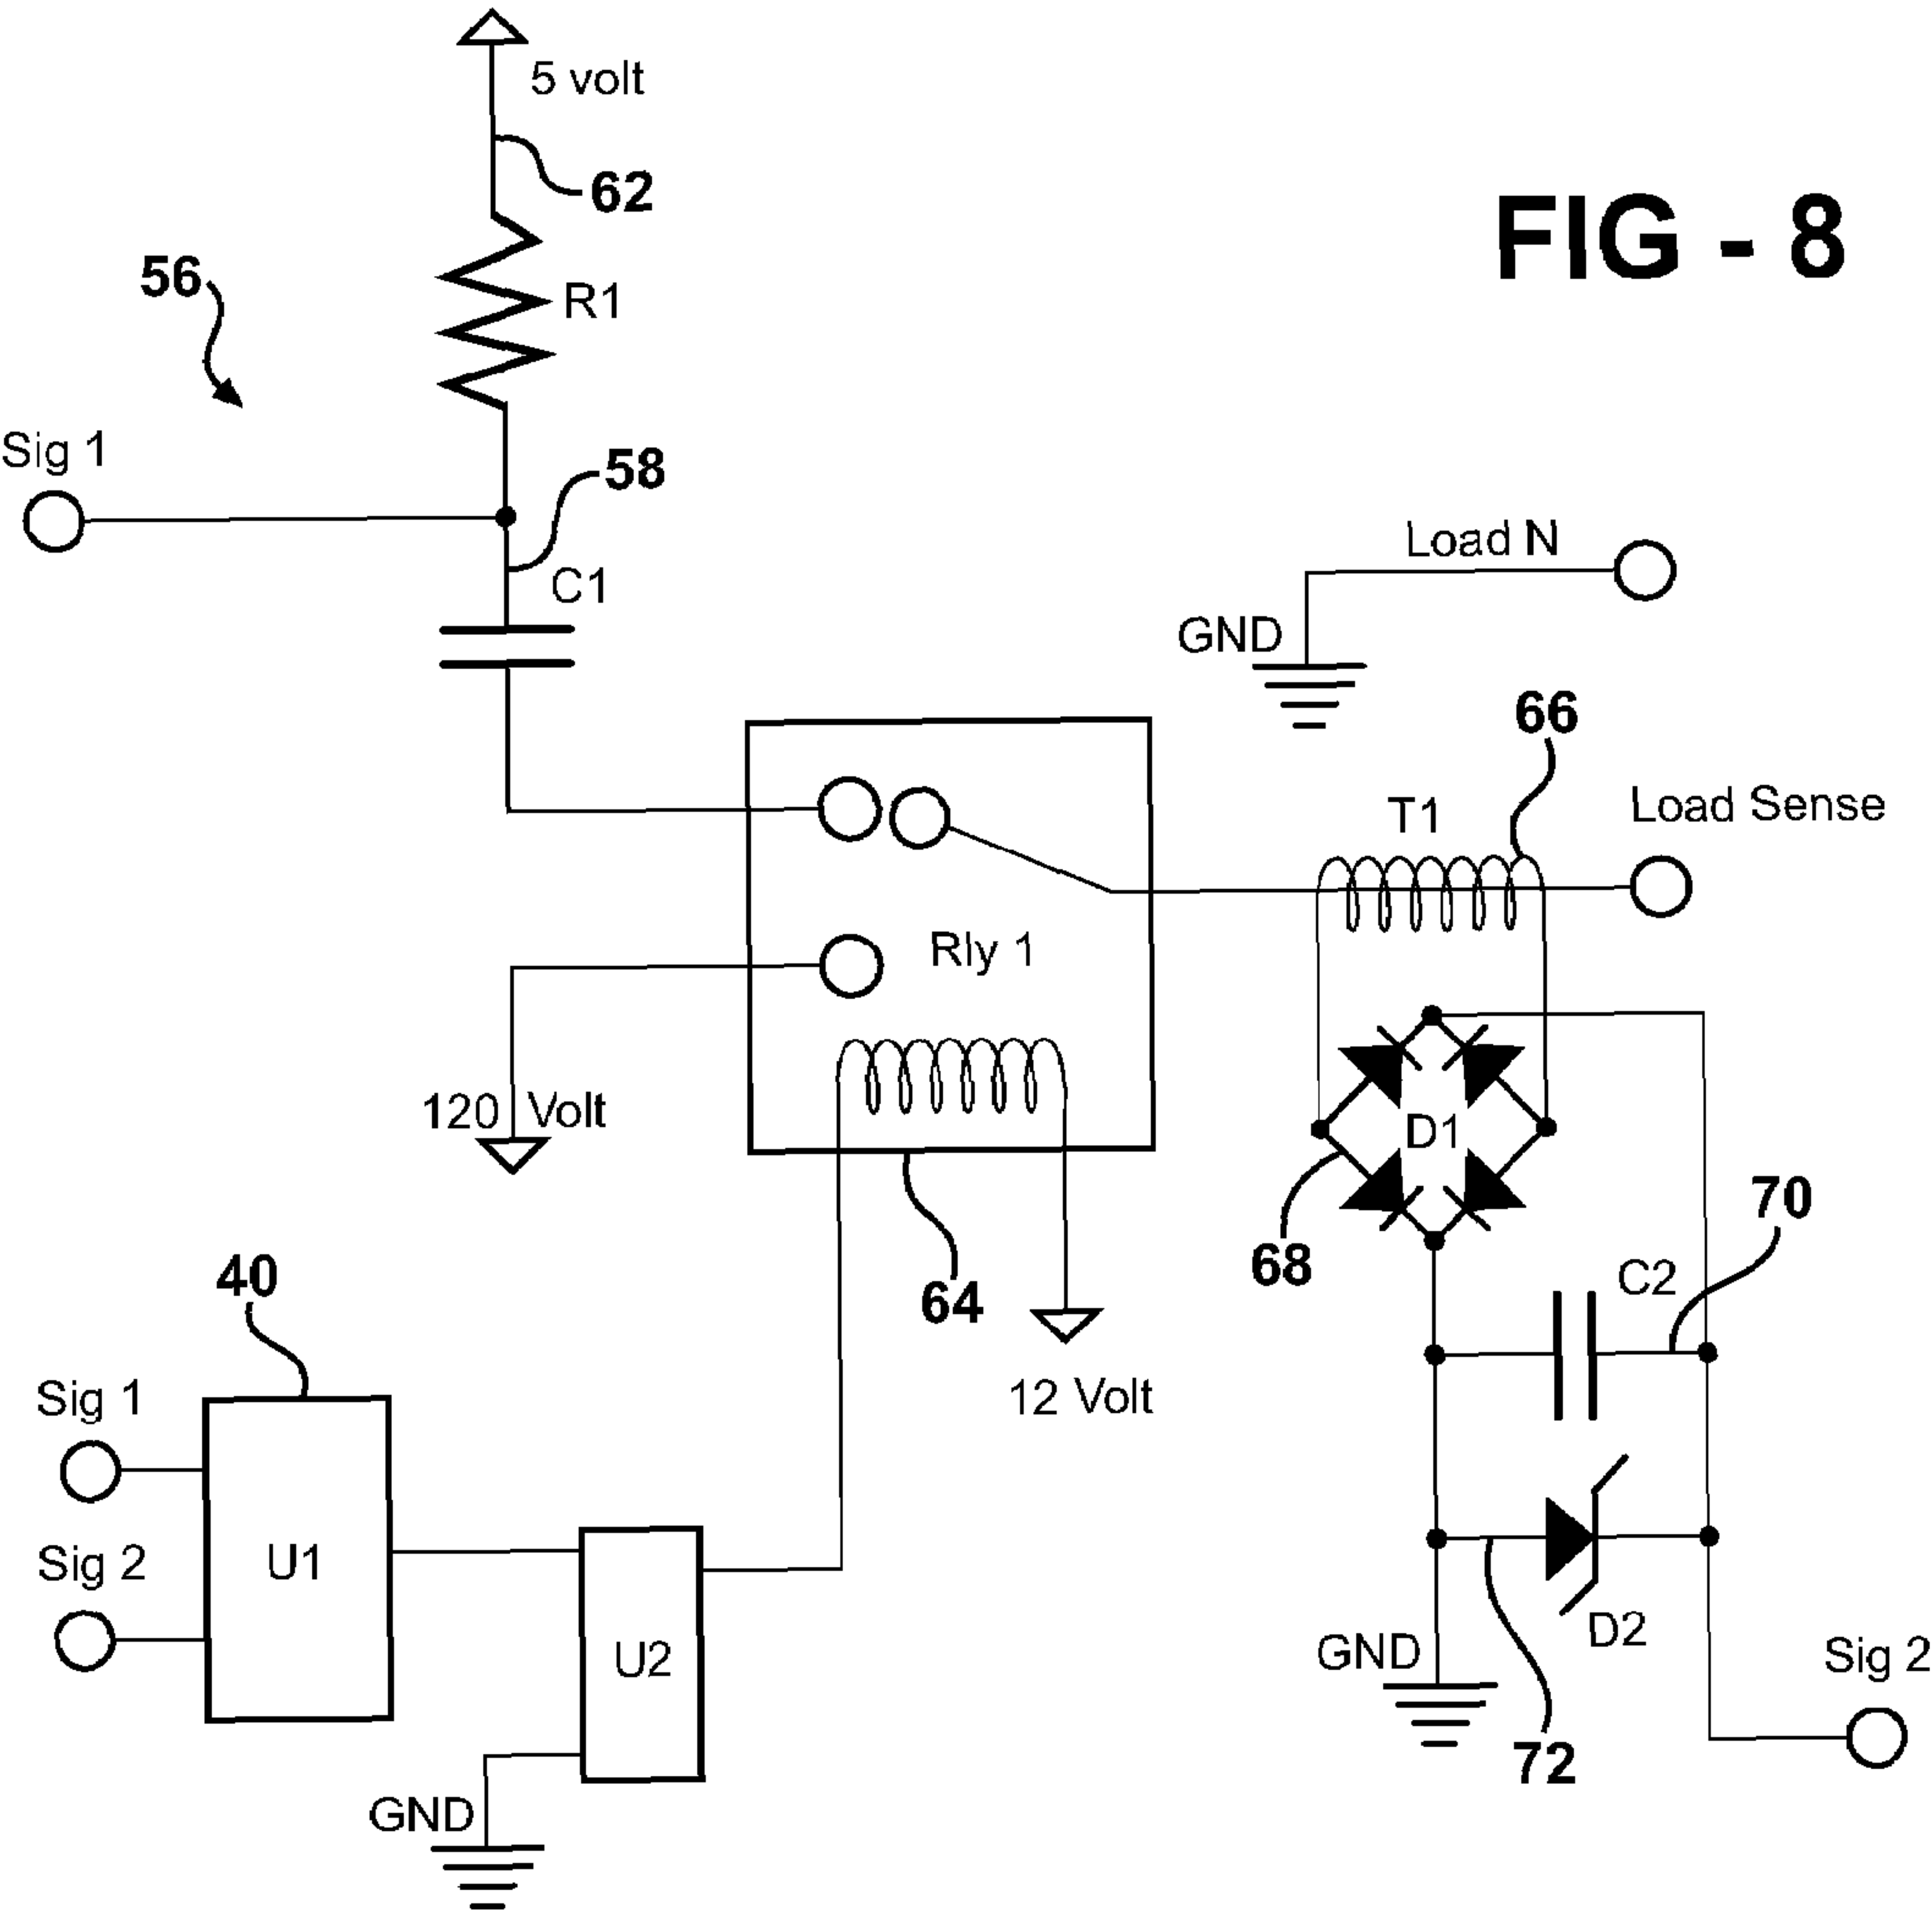 5 volt
62
FIG - 8
56
R1
Sig 1
58
C1
Load N
GND
66
T1
Load Sense
Rly 1
120 Volt
D1
70
68
40
64
C2
12 Volt
Sig 1
Sig 2
U1
U2
D2
GND
Sig 2
72
GND